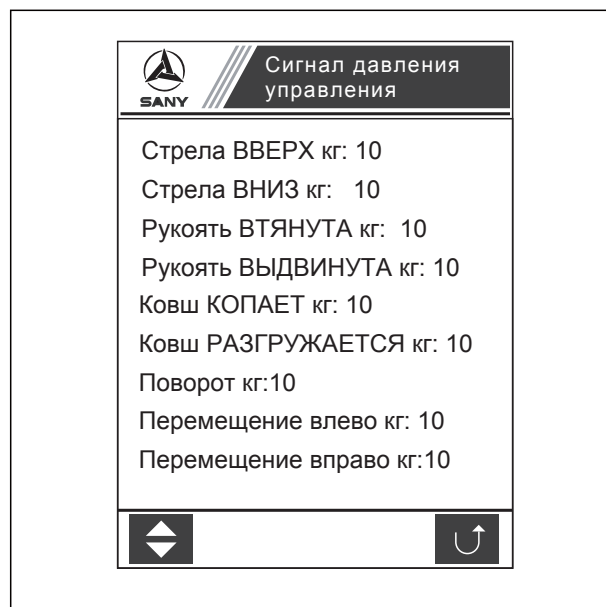 SANY
Сигнал давления
управления
Стрела ВВЕРХ кг: 10
Стрела ВНИЗ кг: 10
Рукоять ВТЯНУТА кг: 10
Рукоять ВЫДВИНУТА кг: 10
Ковш КОПАЕТ кг: 10
Ковш РАЗГРУЖАЕТСЯ кг: 10
Поворот кг:10
Перемещение влево кг: 10
Перемещение вправо кг:10